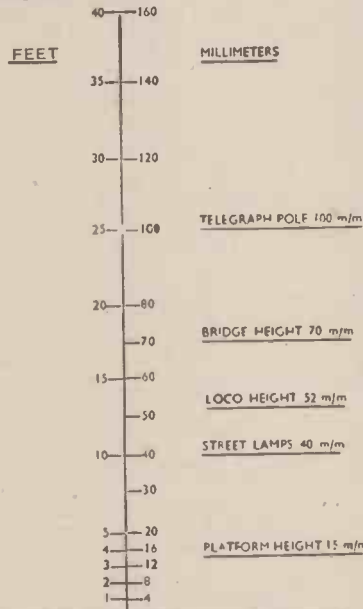 40 160
FEET MILLIMETERS
35 140
30 120
TELEGRAPH POLE 100 m/m
25 100
20 80
BRIDGE HEIGHT 70 m/m
70
15 60
LOCO HEIGHT 52 m/m
50
STREET LAMPS 40 m/m
10 40
30
5 20
PLATFORM HEIGHT 15 m/m
4 16
3 12
2 8
1 4